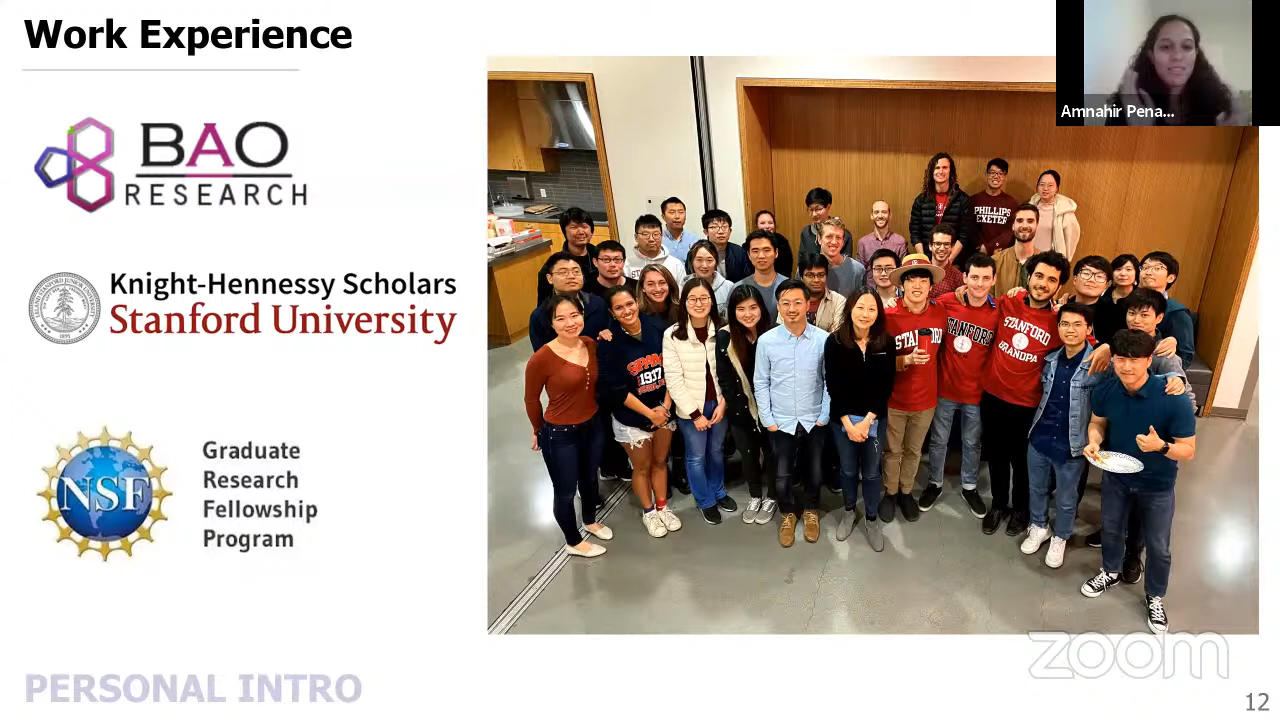 Work Experience
BAO
RESEARCH
Knight-Hennessy Scholars
Stanford University
NSF
Graduate
Research
Fellowship
Program
Amnahir Pena...
PHILLIPS
EXETER
STANFORD
STANFORD
GRANDPA
1937
zoom
PERSONAL INTRO
12